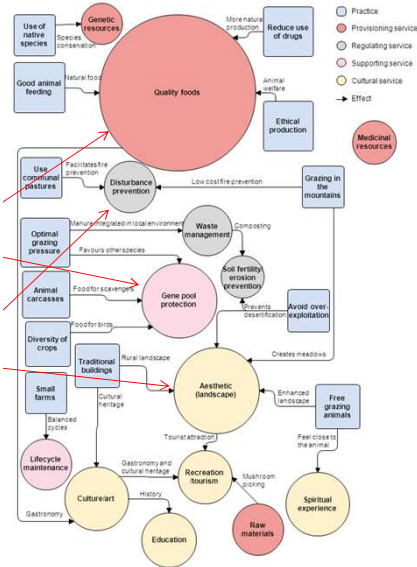 Use of
native
species
Genetic
resources
Species
conservation
More natural
production
Reduce use
of drugs
Practice
Provisioning service
Regulating service
Supporting service
Cultural service
Effect
Good animal
feeding
Natural food
Quality foods
Animal
welfare
Ethical
production
Medicinal
resources
Use
communal
pastures
Facilitates fire
prevention
Disturbance
prevention
Low cost fire prevention
Grazing in
the
mountains
Optimal
grazing
pressure
Manure integrated in local environment
Waste
management
Composting
Favours other species
Soil fertility/
erosion
prevention
Animal
carcasses
Food for scavengers
Gene pool
protection
Prevents
desertification
Avoid over-
exploitation
Diversity
of crops
Food for birds
Creates meadows
Traditional
buildings
Rural landscape
Aesthetic
(landscape)
Enhanced
landscape
Free
grazing
animals
Small
farms
Cultural
heritage
Balanced
cycles
Tourist attraction
Feel close to
the animal
Lifecycle
maintenance
Gastronomy and
cultural heritage
Recreation
/tourism
Mushroom
picking
Culture/art
History
Spiritual
experience
Gastronomy
Education
Raw
materials